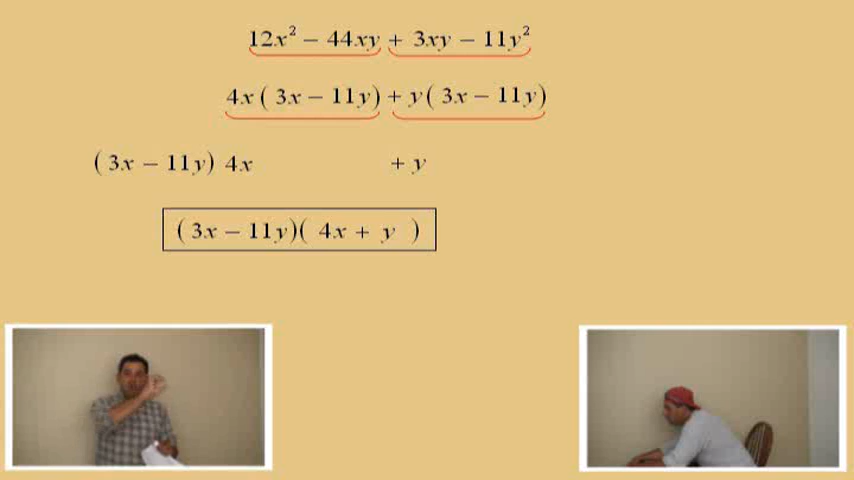 12x² − 44xy + 3xy − 11y²
4x ( 3x − 11y) + y( 3x − 11y)
( 3x − 11y) 4x + y
( 3x − 11y)( 4x + y )